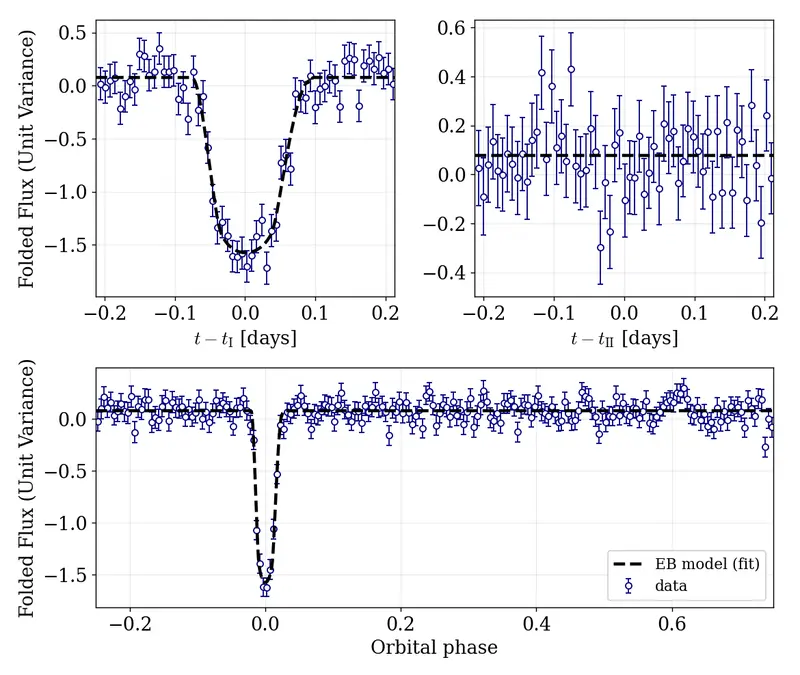 Folded Flux (Unit Variance)
0.5
0.0
−0.5
−1.0
−1.5
−0.2 −0.1 0.0 0.1 0.2
t − t_I [days]
0.6
0.4
0.2
0.0
−0.2
−0.4
−0.2 −0.1 0.0 0.1 0.2
t − t_II [days]
Folded Flux (Unit Variance)
0.0
−0.5
−1.0
−1.5
−0.2 0.0 0.2 0.4 0.6
Orbital phase
EB model (fit)
data